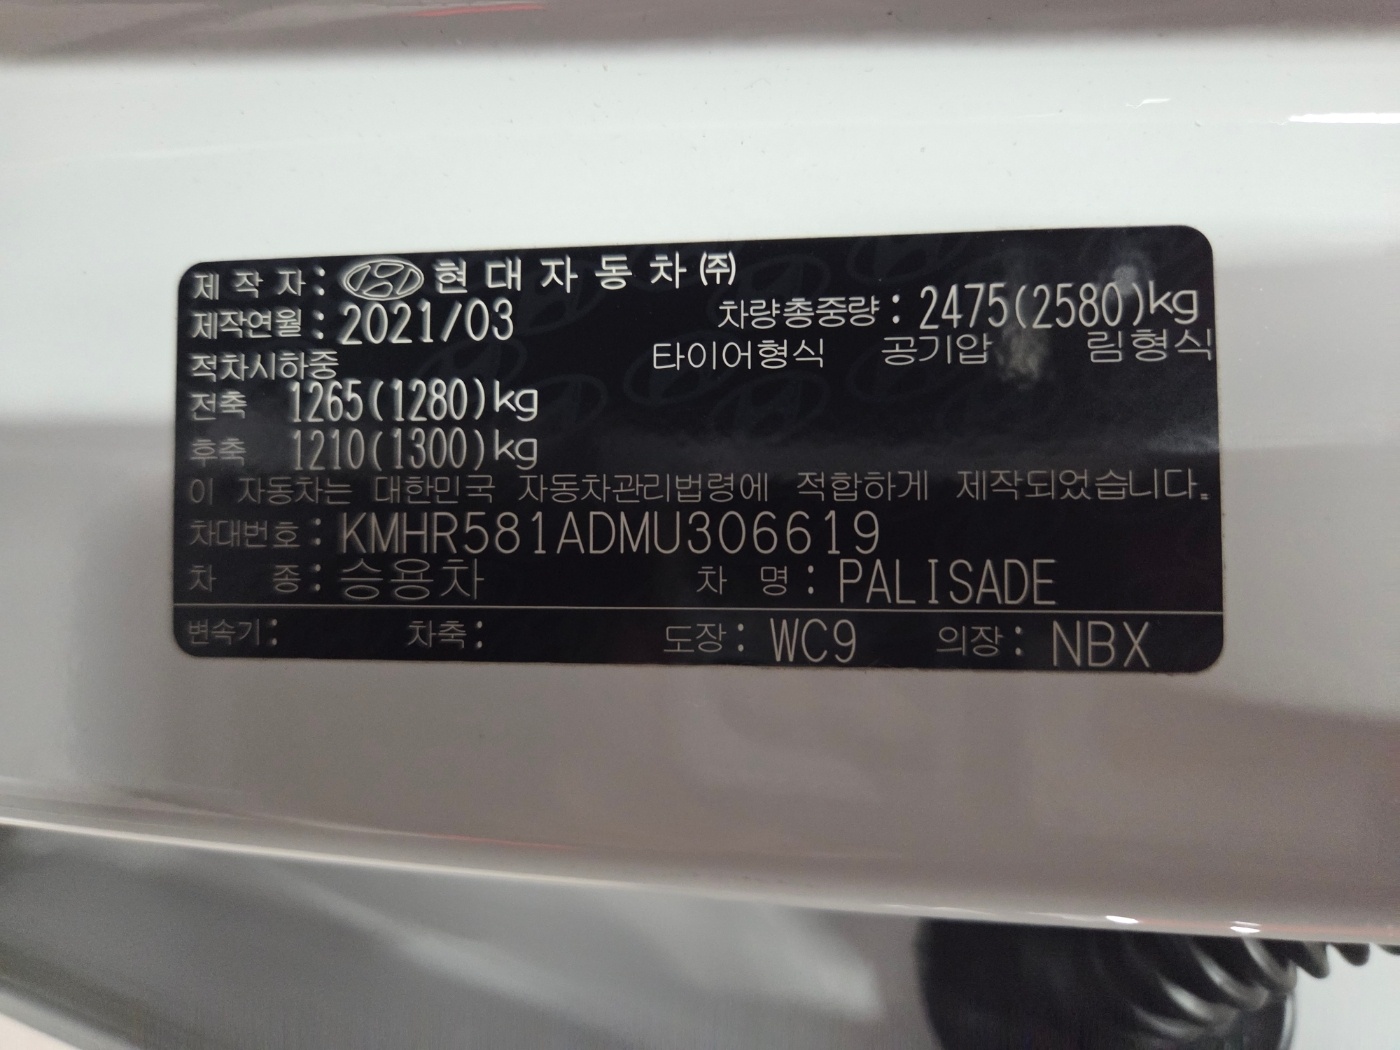 제 작 자 : 현 대 자 동 차 ㈜
제작연월 : 2021/03 차량총중량 : 2475(2580)kg
적차시하중 타이어형식 공기압 림형식
전축 1265(1280)kg
후축 1210(1300)kg
이 자동차는 대한민국 자동차관리법령에 적합하게 제작되었습니다.
차대번호 : KMHR581ADMU306619
차 종 : 승용차 차 명 : PALISADE
변속기 : 차축 : 도장 : WC9 의장 : NBX